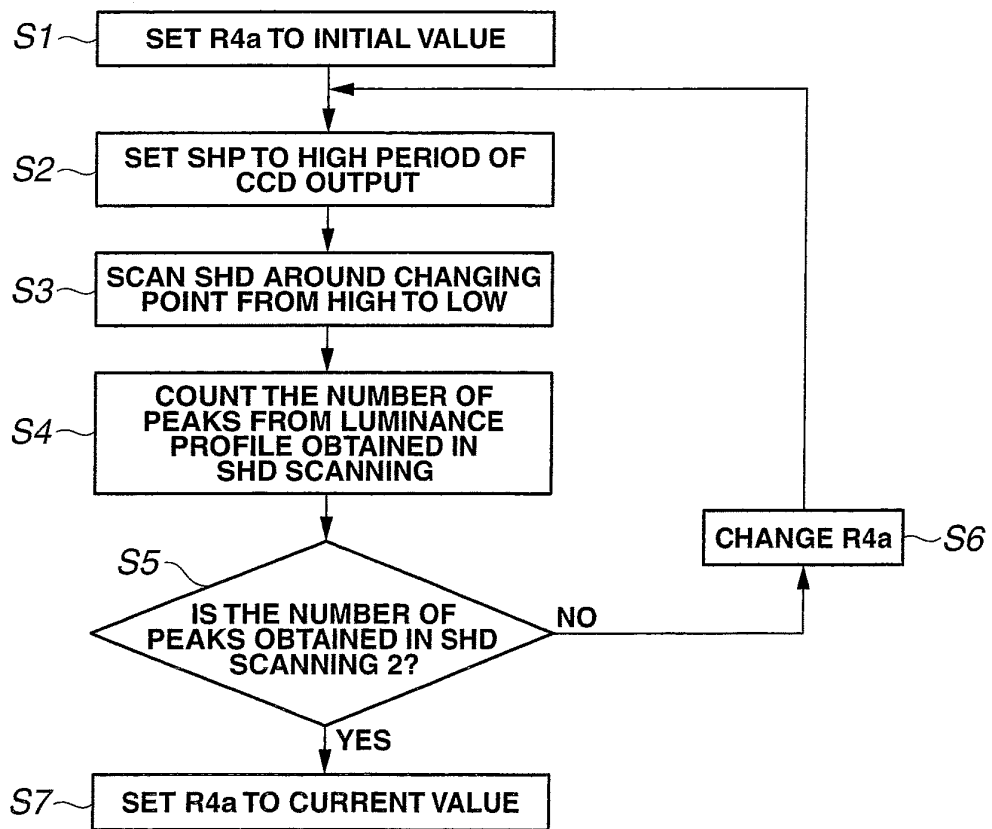 S1
SET R4a TO INITIAL VALUE
S2
SET SHP TO HIGH PERIOD OF
CCD OUTPUT
S3
SCAN SHD AROUND CHANGING
POINT FROM HIGH TO LOW
S4
COUNT THE NUMBER OF
PEAKS FROM LUMINANCE
PROFILE OBTAINED IN
SHD SCANNING
S5
IS THE NUMBER OF
PEAKS OBTAINED IN SHD
SCANNING 2?
NO
CHANGE R4a
S6
YES
S7
SET R4a TO CURRENT VALUE